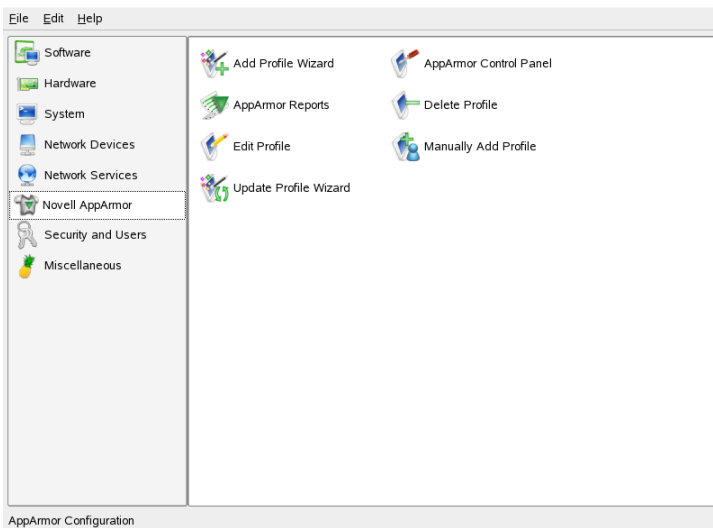 File Edit Help
Software
Hardware
System
Network Devices
Network Services
Novell AppArmor
Security and Users
Miscellaneous
Add Profile Wizard
AppArmor Control Panel
AppArmor Reports
Delete Profile
Edit Profile
Manually Add Profile
Update Profile Wizard
AppArmor Configuration